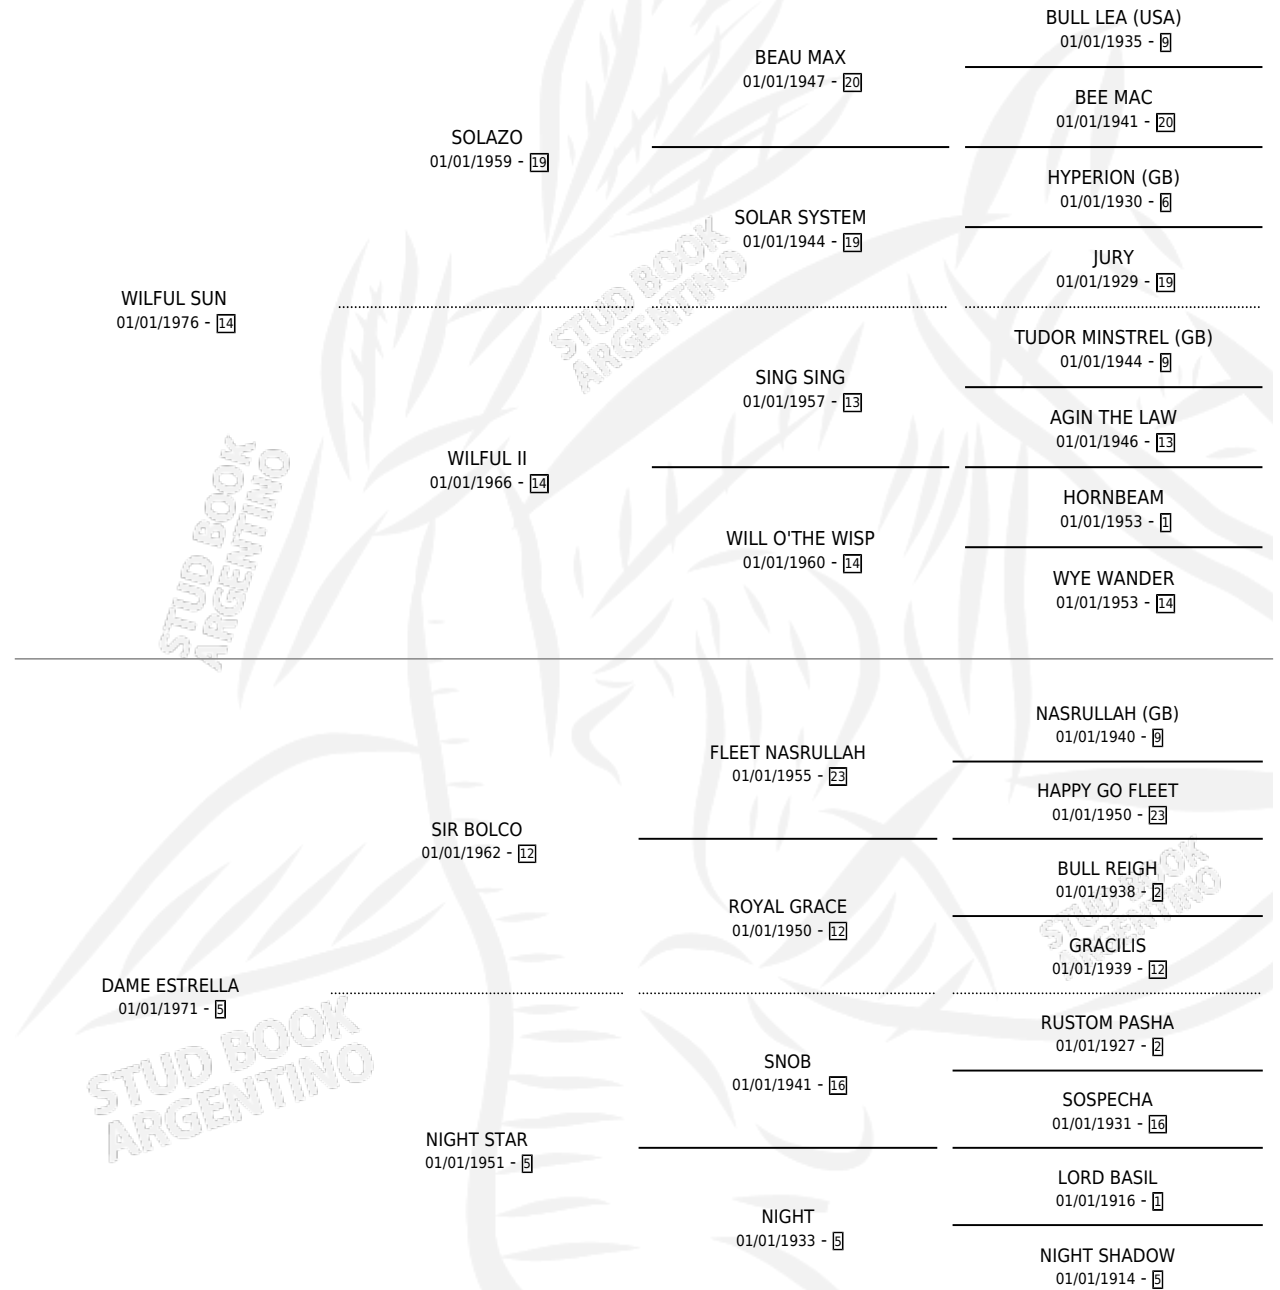 BULL LEA (USA)
01/01/1935 - 9
BEAU MAX
01/01/1947 - 20
BEE MAC
01/01/1941 - 20
SOLAZO
01/01/1959 - 19
HYPERION (GB)
01/01/1930 - 6
SOLAR SYSTEM
01/01/1944 - 19
JURY
01/01/1929 - 19
WILFUL SUN
01/01/1976 - 14
STUD BOOK
ARGENTINO
TUDOR MINSTREL (GB)
01/01/1944 - 9
SING SING
01/01/1957 - 13
AGIN THE LAW
01/01/1946 - 13
WILFUL II
01/01/1966 - 14
HORNBEAM
01/01/1953 - 1
WILL O'THE WISP
01/01/1960 - 14
WYE WANDER
01/01/1953 - 14
STUD BOOK
ARGENTINO
NASRULLAH (GB)
01/01/1940 - 9
FLEET NASRULLAH
01/01/1955 - 23
HAPPY GO FLEET
01/01/1950 - 23
SIR BOLCO
01/01/1962 - 12
BULL REIGH
01/01/1938 - 2
ROYAL GRACE
01/01/1950 - 12
STUD BOOK
ARGENTINO
GRACILIS
01/01/1939 - 12
DAME ESTRELLA
01/01/1971 - 5
STUD BOOK
ARGENTINO
RUSTOM PASHA
01/01/1927 - 2
SNOB
01/01/1941 - 16
SOSPECHA
01/01/1931 - 16
NIGHT STAR
01/01/1951 - 5
LORD BASIL
01/01/1916 - 1
NIGHT
01/01/1933 - 5
NIGHT SHADOW
01/01/1914 - 5